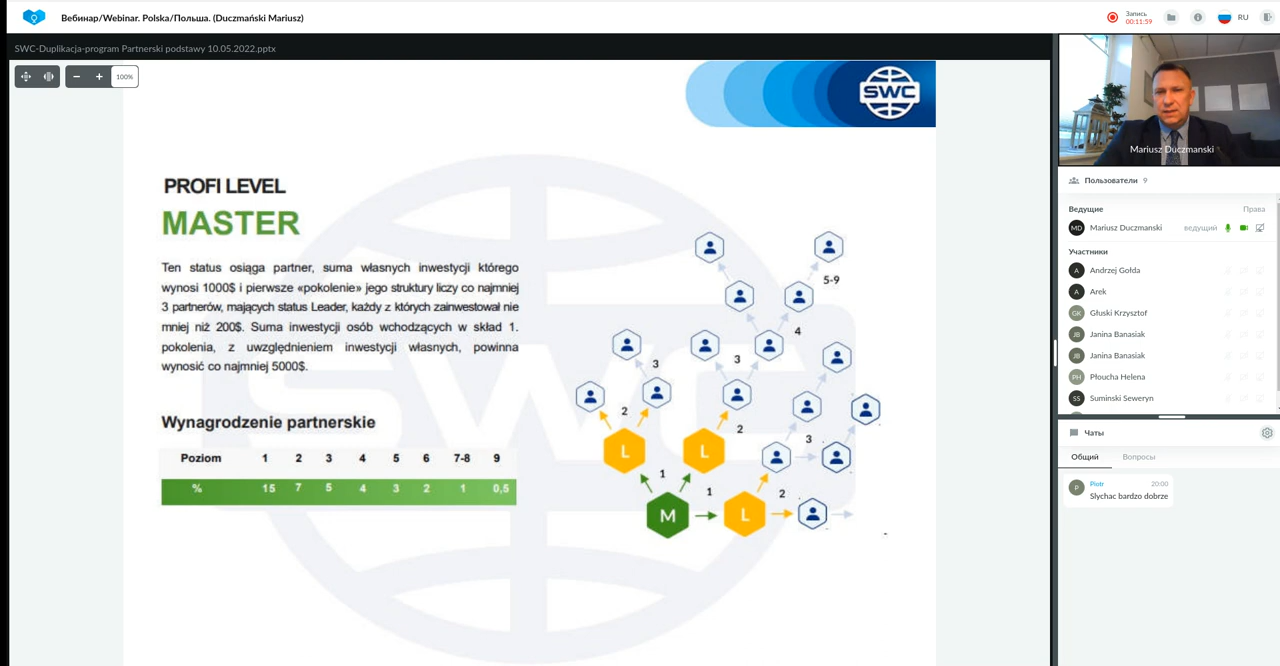 Вебинар/Webinar. Polska/Польша. (Duczmański Mariusz)
Запись
00:11:59
RU
SWC-Duplikacja-program Partnerski podstawy 10.05.2022.pptx
100%
SWC
PROFI LEVEL
MASTER
Ten status osiąga partner, suma własnych inwestycji którego
wynosi 1000$ i pierwsze «pokolenie» jego struktury liczy co najmniej
3 partnerów, mających status Leader, każdy z których zainwestował nie
mniej niż 200$. Suma inwestycji osób wchodzących w skład 1.
pokolenia, z uwzględnieniem inwestycji własnych, powinna
wynosić co najmniej 5000$.
Wynagrodzenie partnerskie
Poziom 1 2 3 4 5 6 7-8 9
% 15 7 5 4 3 2 1 0,5
5-9
4
3
3
2
2
3
L
L
1
1
2
M
L
Mariusz Duczmanski
Пользователи 9
Ведущие Права
MD Mariusz Duczmanski ведущий
Участники
A Andrzej Gołda
A Arek
GK Głuski Krzysztof
JB Janina Banasiak
JB Janina Banasiak
PH Płoucha Helena
SS Suminski Seweryn
Чаты
Общий Вопросы
P Piotr 20:00
Slychac bardzo dobrze